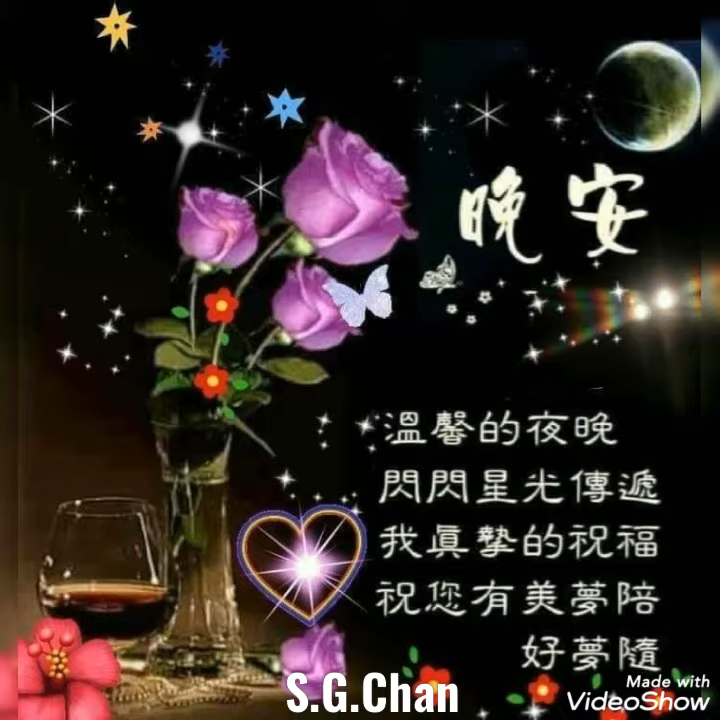 晚安
溫馨的夜晚
閃閃星光傳遞
我真摯的祝福
祝您有美夢陪
好夢隨
S.G.Chan
Made with
VideoShow